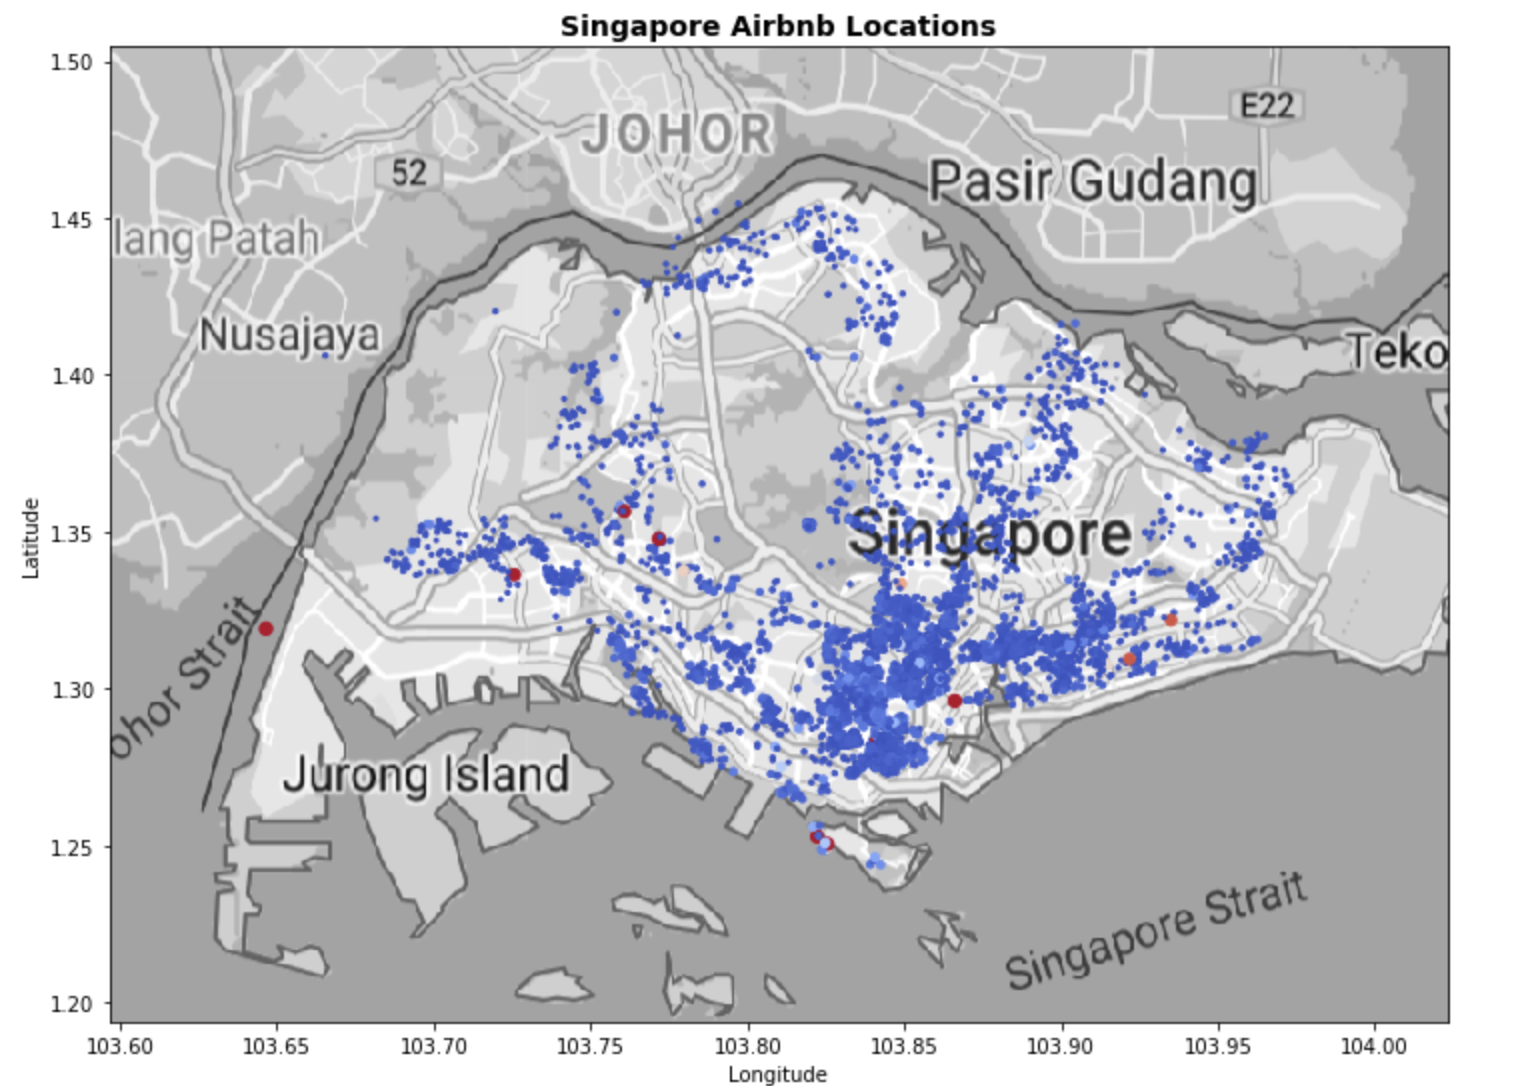 Singapore Airbnb Locations
1.50
1.45
1.40
1.35
1.30
1.25
1.20
Latitude
JOHOR
E22
52
Pasir Gudang
lang Patah
Nusajaya
Teko
Singapore
ohor Strait
Jurong Island
Singapore Strait
103.60 103.65 103.70 103.75 103.80 103.85 103.90 103.95 104.00
Longitude